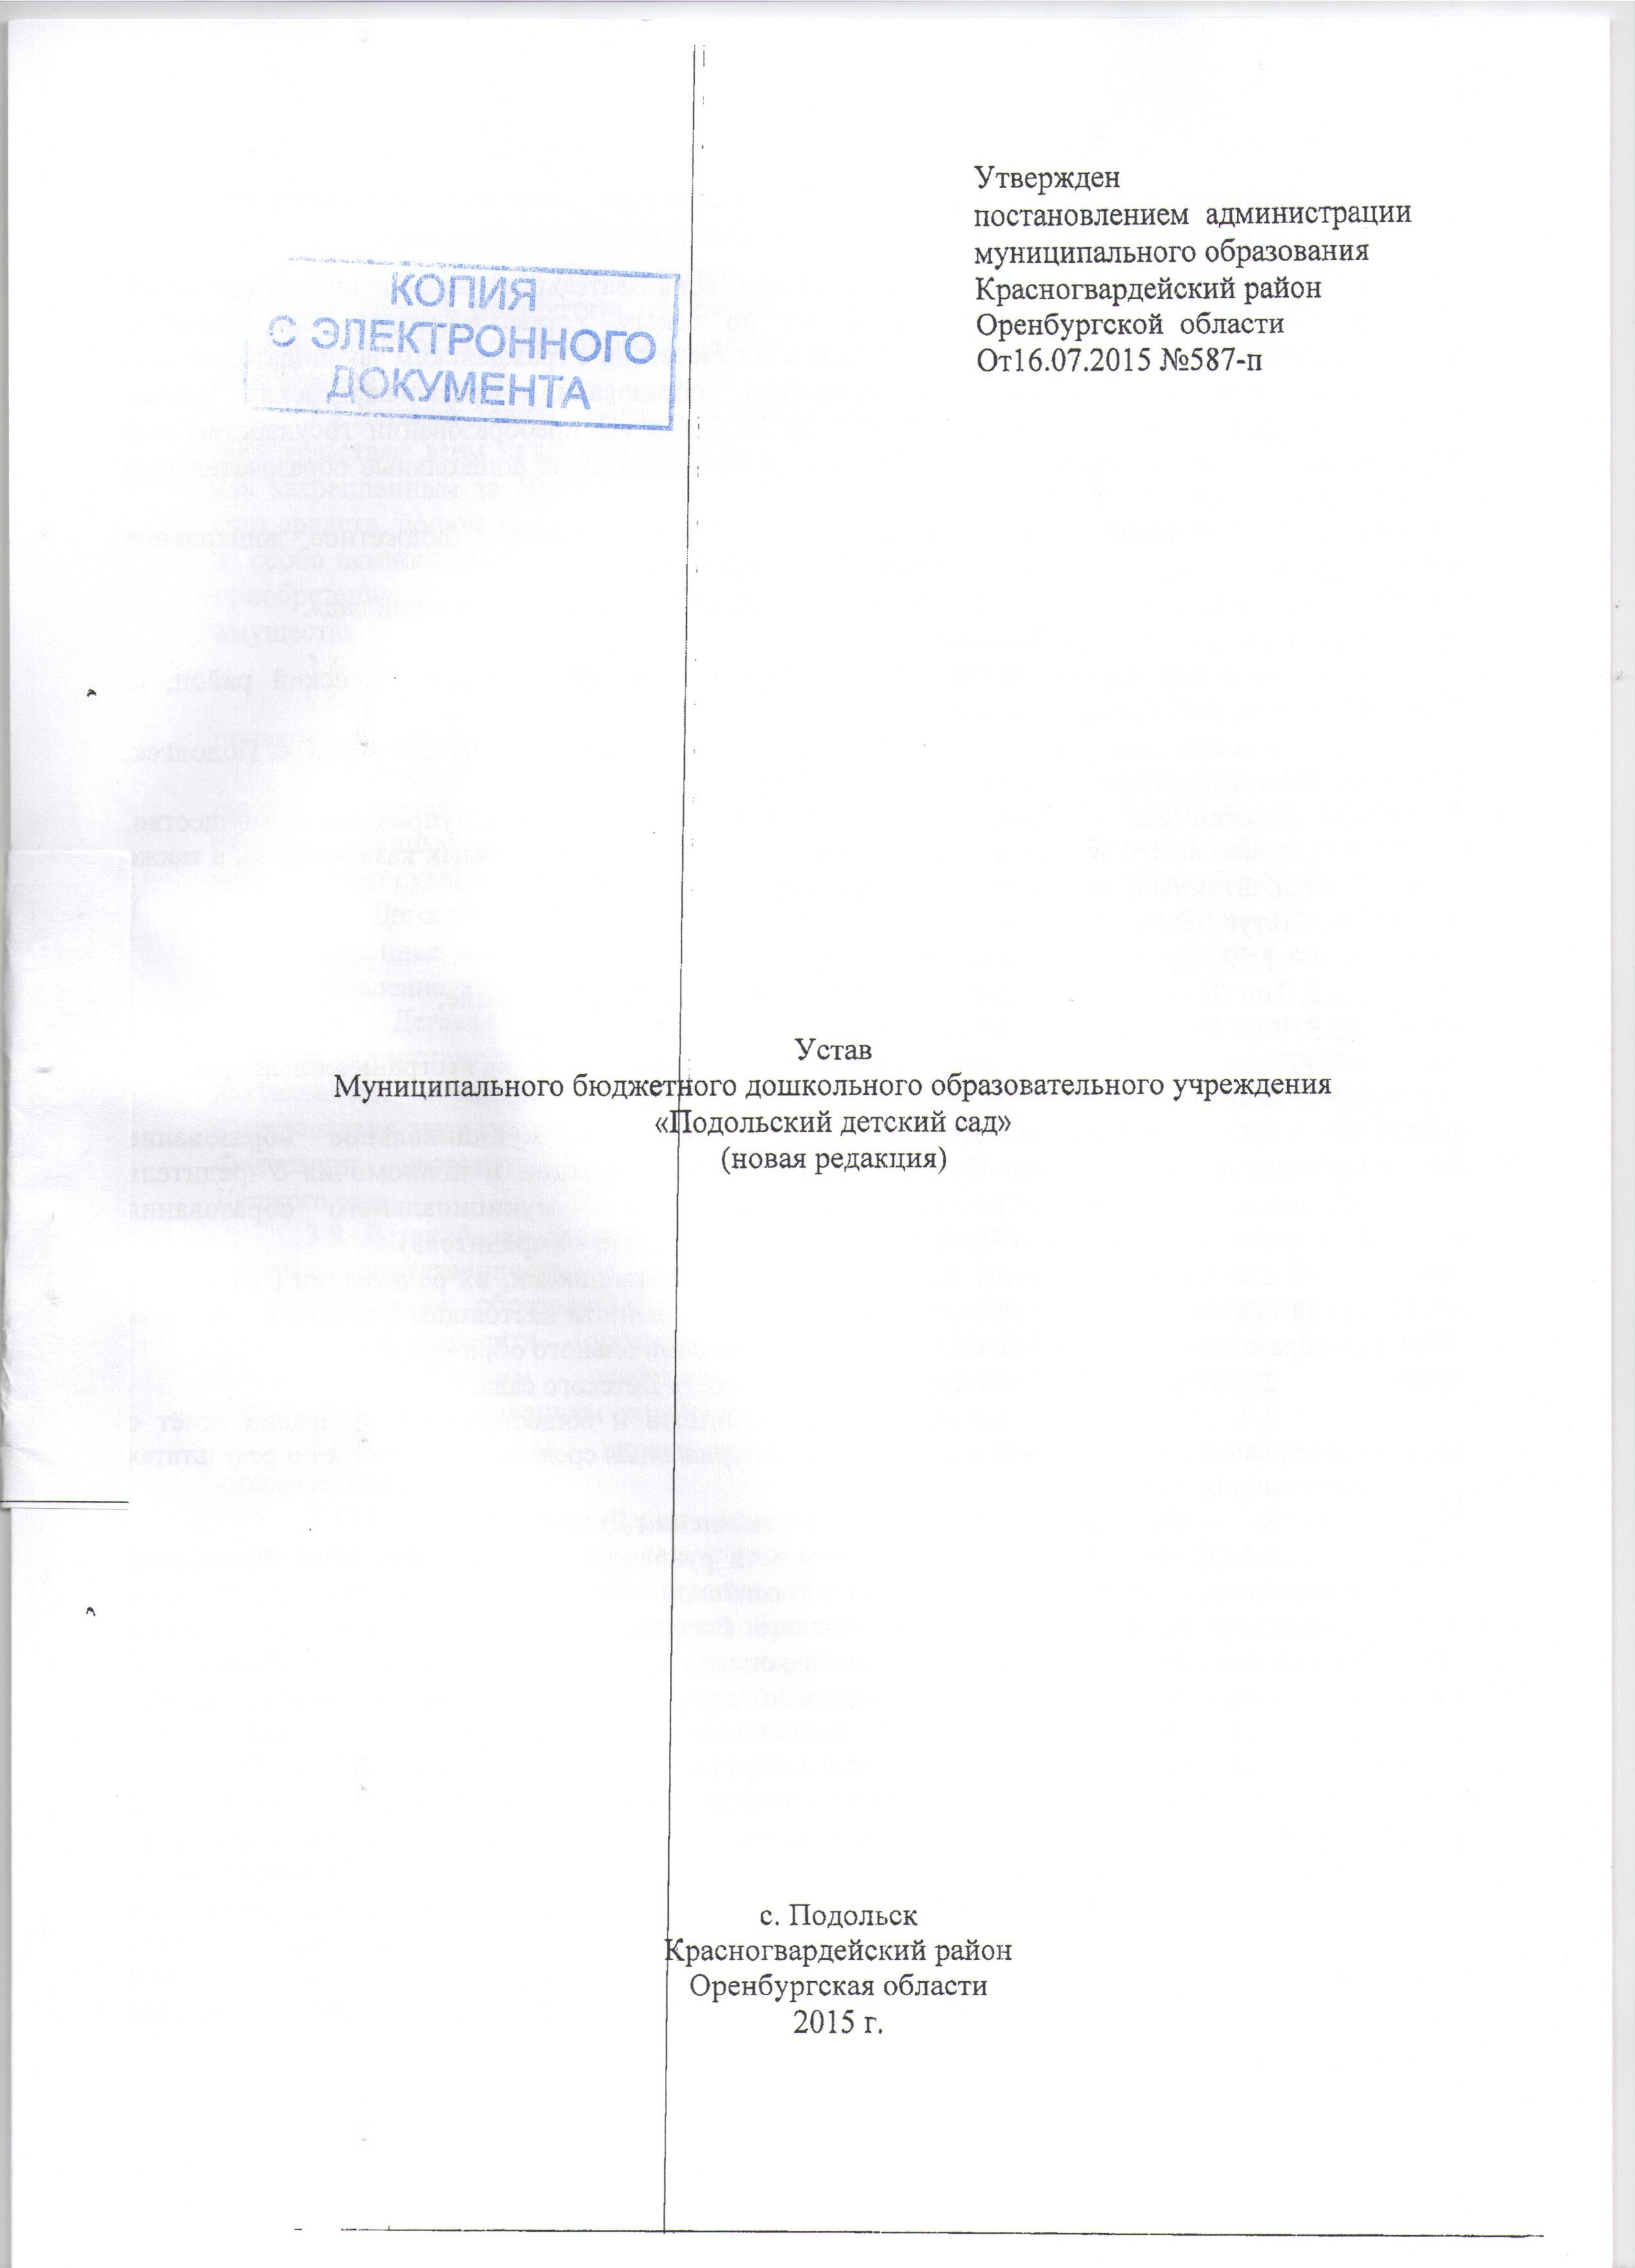 Утвержден
постановлением администрации
муниципального образования
Красногвардейский район
Оренбургской области
От16.07.2015 №587-п
КОПИЯ
С ЭЛЕКТРОННОГО
ДОКУМЕНТА
Устав
Муниципального бюджетного дошкольного образовательного учреждения
«Подольский детский сад»
(новая редакция)
с. Подольск
Красногвардейский район
Оренбургская области
2015 г.